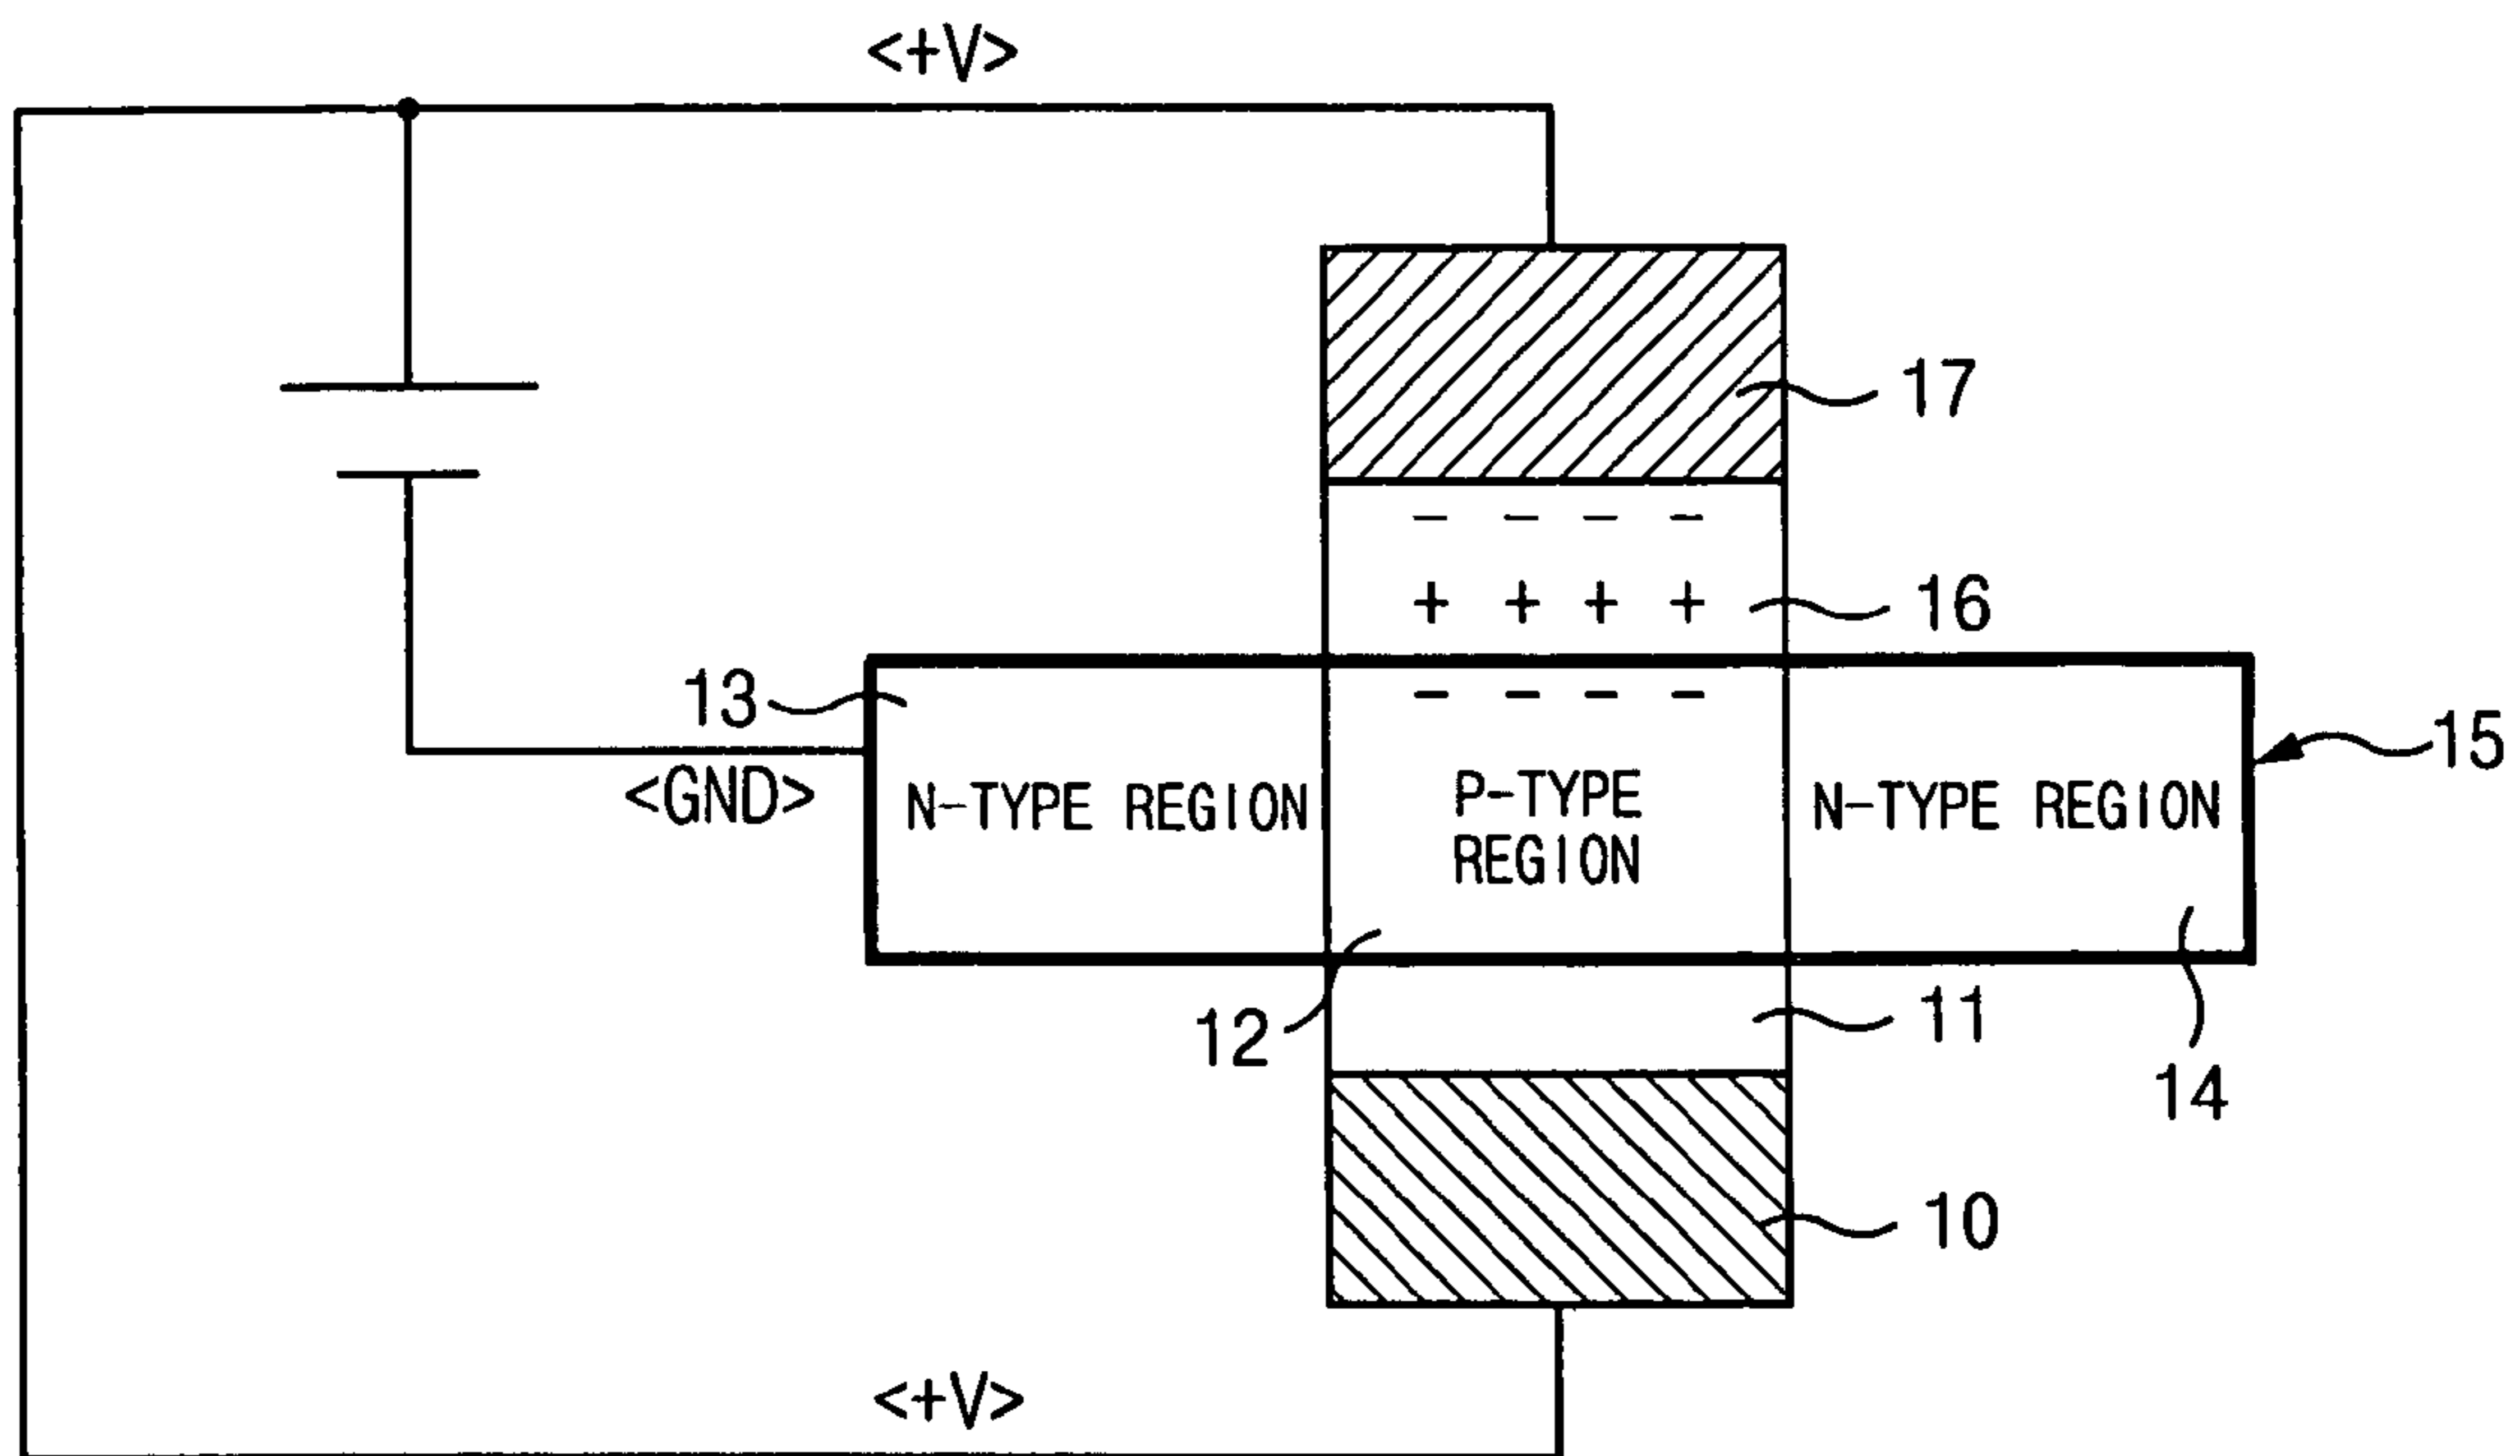 <+V>
17
- - - -
+ + + +
16
13
- - - -
15
<GND>
N-TYPE REGION
P-TYPE
REGION
N-TYPE REGION
12
11
14
10
<+V>